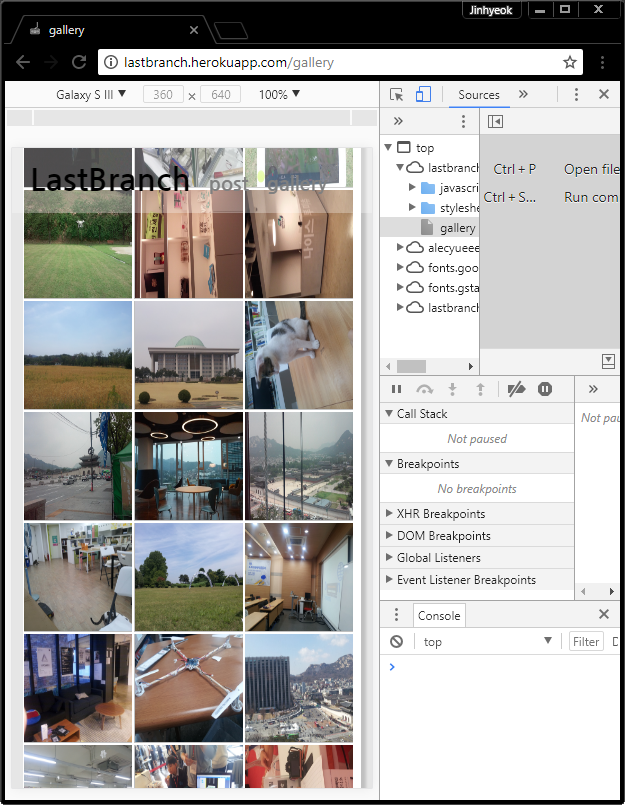 Jinhyeok
gallery
lastbranch.herokuapp.com/gallery
Galaxy S III ▼ 360 × 640 100% ▼
Sources
top
lastbranch
javascri
styleshe
gallery
alecyueee
fonts.goo
fonts.gsta
lastbranch
Ctrl + P Open file
Ctrl + S... Run com
LastBranch post gallery
Call Stack
Not paused
Breakpoints
No breakpoints
XHR Breakpoints
DOM Breakpoints
Global Listeners
Event Listener Breakpoints
Not pau
Console
top ▼ Filter